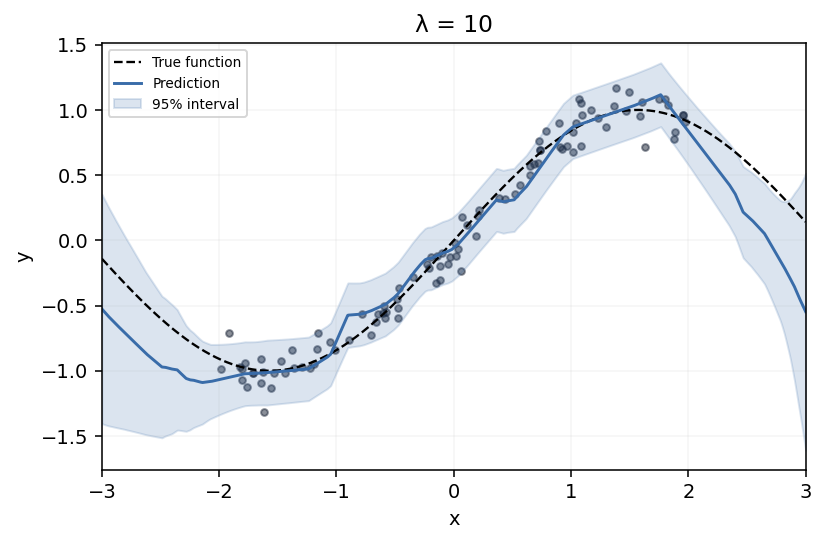 λ = 10
True function
Prediction
95% interval
1.5
1.0
0.5
0.0
−0.5
−1.0
−1.5
y
−3 −2 −1 0 1 2 3
x